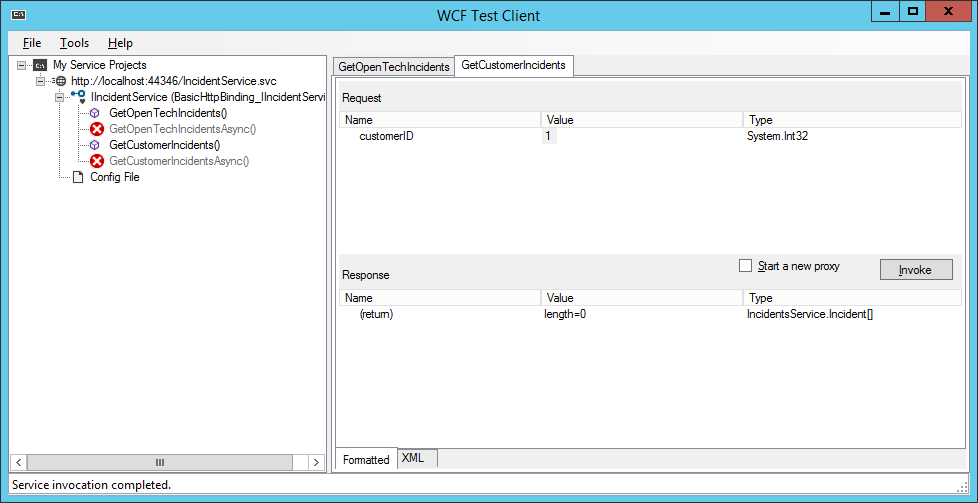 WCF Test Client
File Tools Help
My Service Projects
http://localhost:44346/IncidentService.svc
IIncidentService (BasicHttpBinding_IIncidentServi
GetOpenTechIncidents()
GetOpenTechIncidentsAsync()
GetCustomerIncidents()
GetCustomerIncidentsAsync()
Config File
GetOpenTechIncidents GetCustomerIncidents
Request
Name Value Type
customerID 1 System.Int32
Start a new proxy Invoke
Response
Name Value Type
(return) length=0 IncidentsService.Incident[]
Formatted XML
Service invocation completed.